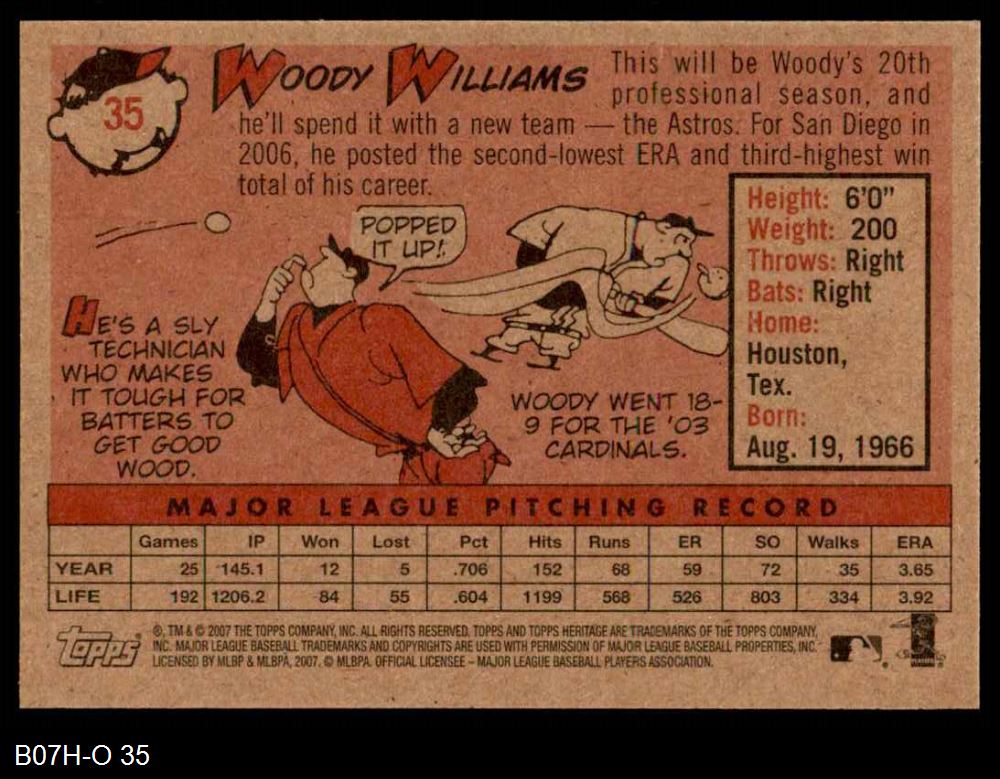 35
WOODY WILLIAMS
This will be Woody's 20th
professional season, and
he'll spend it with a new team — the Astros. For San Diego in
2006, he posted the second-lowest ERA and third-highest win
total of his career.
POPPED
IT UP!
HE'S A SLY
TECHNICIAN
WHO MAKES
IT TOUGH FOR
BATTERS TO
GET GOOD
WOOD.
WOODY WENT 18-
9 FOR THE '03
CARDINALS.
Height: 6'0"
Weight: 200
Throws: Right
Bats: Right
Home:
Houston,
Tex.
Born:
Aug. 19, 1966
MAJOR LEAGUE PITCHING RECORD
Games IP Won Lost Pct Hits Runs ER SO Walks ERA
YEAR 25 145.1 12 5 .706 152 68 59 72 35 3.65
LIFE 192 1206.2 84 55 .604 1199 568 526 803 334 3.92
topps
®, TM & © 2007 THE TOPPS COMPANY, INC. ALL RIGHTS RESERVED. TOPPS AND TOPPS HERITAGE ARE TRADEMARKS OF THE TOPPS COMPANY,
INC. MAJOR LEAGUE BASEBALL TRADEMARKS AND COPYRIGHTS ARE USED WITH PERMISSION OF MAJOR LEAGUE BASEBALL PROPERTIES, INC.
LICENSED BY MLBP & MLBPA, 2007. © MLBPA. OFFICIAL LICENSEE – MAJOR LEAGUE BASEBALL PLAYERS ASSOCIATION.
B07H-O 35